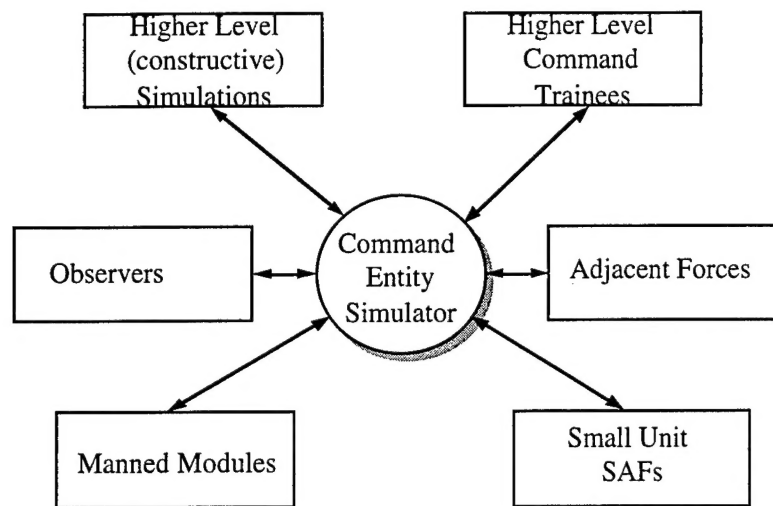 Higher Level
(constructive)
Simulations
Higher Level
Command
Trainees
Observers
Command
Entity
Simulator
Adjacent Forces
Manned Modules
Small Unit
SAFs